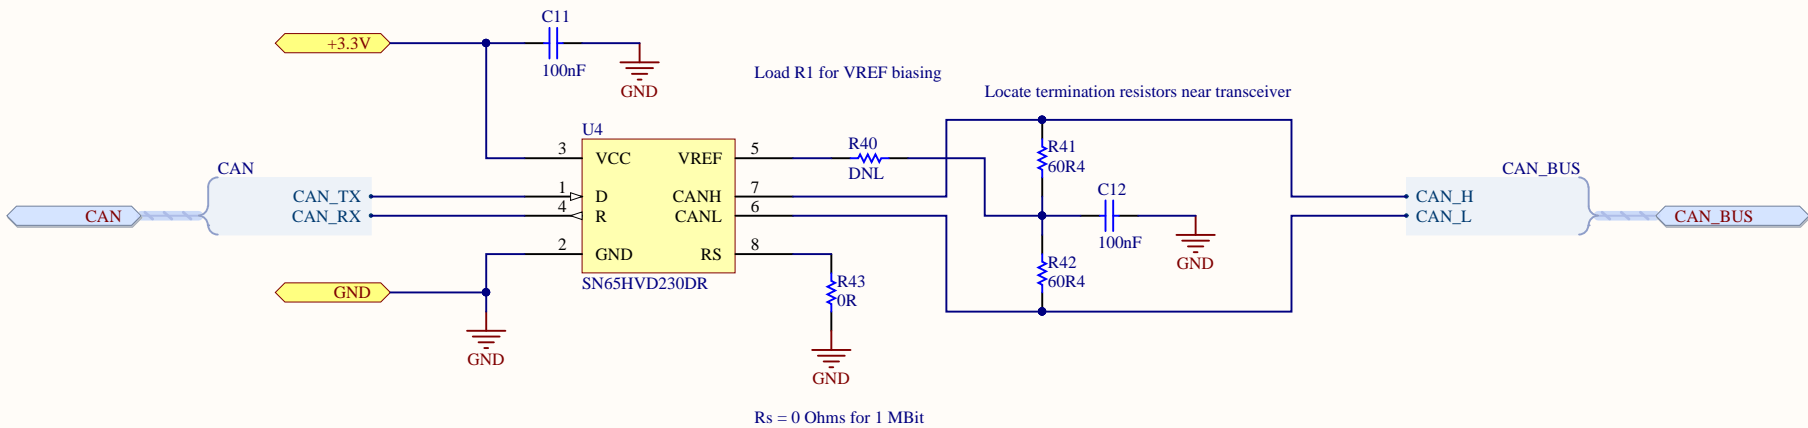 C11
+3.3V
100nF
GND
Load R1 for VREF biasing
Locate termination resistors near transceiver
U4
3
VCC
VREF
5
R40
DNL
R41
60R4
CAN
CAN_BUS
CAN_TX
1
D
CANH
7
C12
CAN_H
CAN
CAN_RX
4
R
CANL
6
CAN_L
CAN_BUS
100nF
2
GND
RS
8
GND
R42
60R4
SN65HVD230DR
R43
0R
GND
GND
GND
Rs = 0 Ohms for 1 MBit